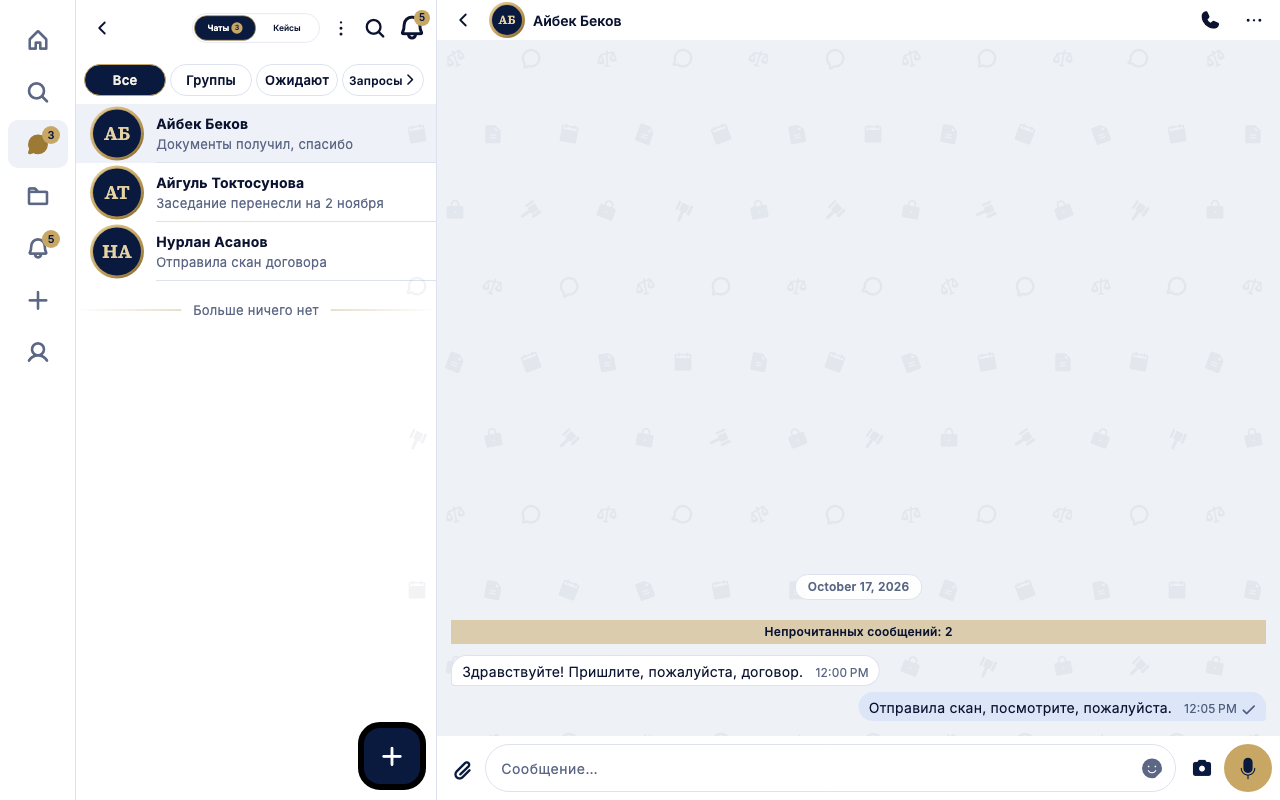 3
5
Чаты 3
Кейсы
5
Все
Группы
Ожидают
Запросы
АБ
Айбек Беков
Документы получил, спасибо
АТ
Айгуль Токтосунова
Заседание перенесли на 2 ноября
НА
Нурлан Асанов
Отправила скан договора
Больше ничего нет
АБ
Айбек Беков
October 17, 2026
Непрочитанных сообщений: 2
Здравствуйте! Пришлите, пожалуйста, договор. 12:00 PM
Отправила скан, посмотрите, пожалуйста. 12:05 PM
Сообщение...